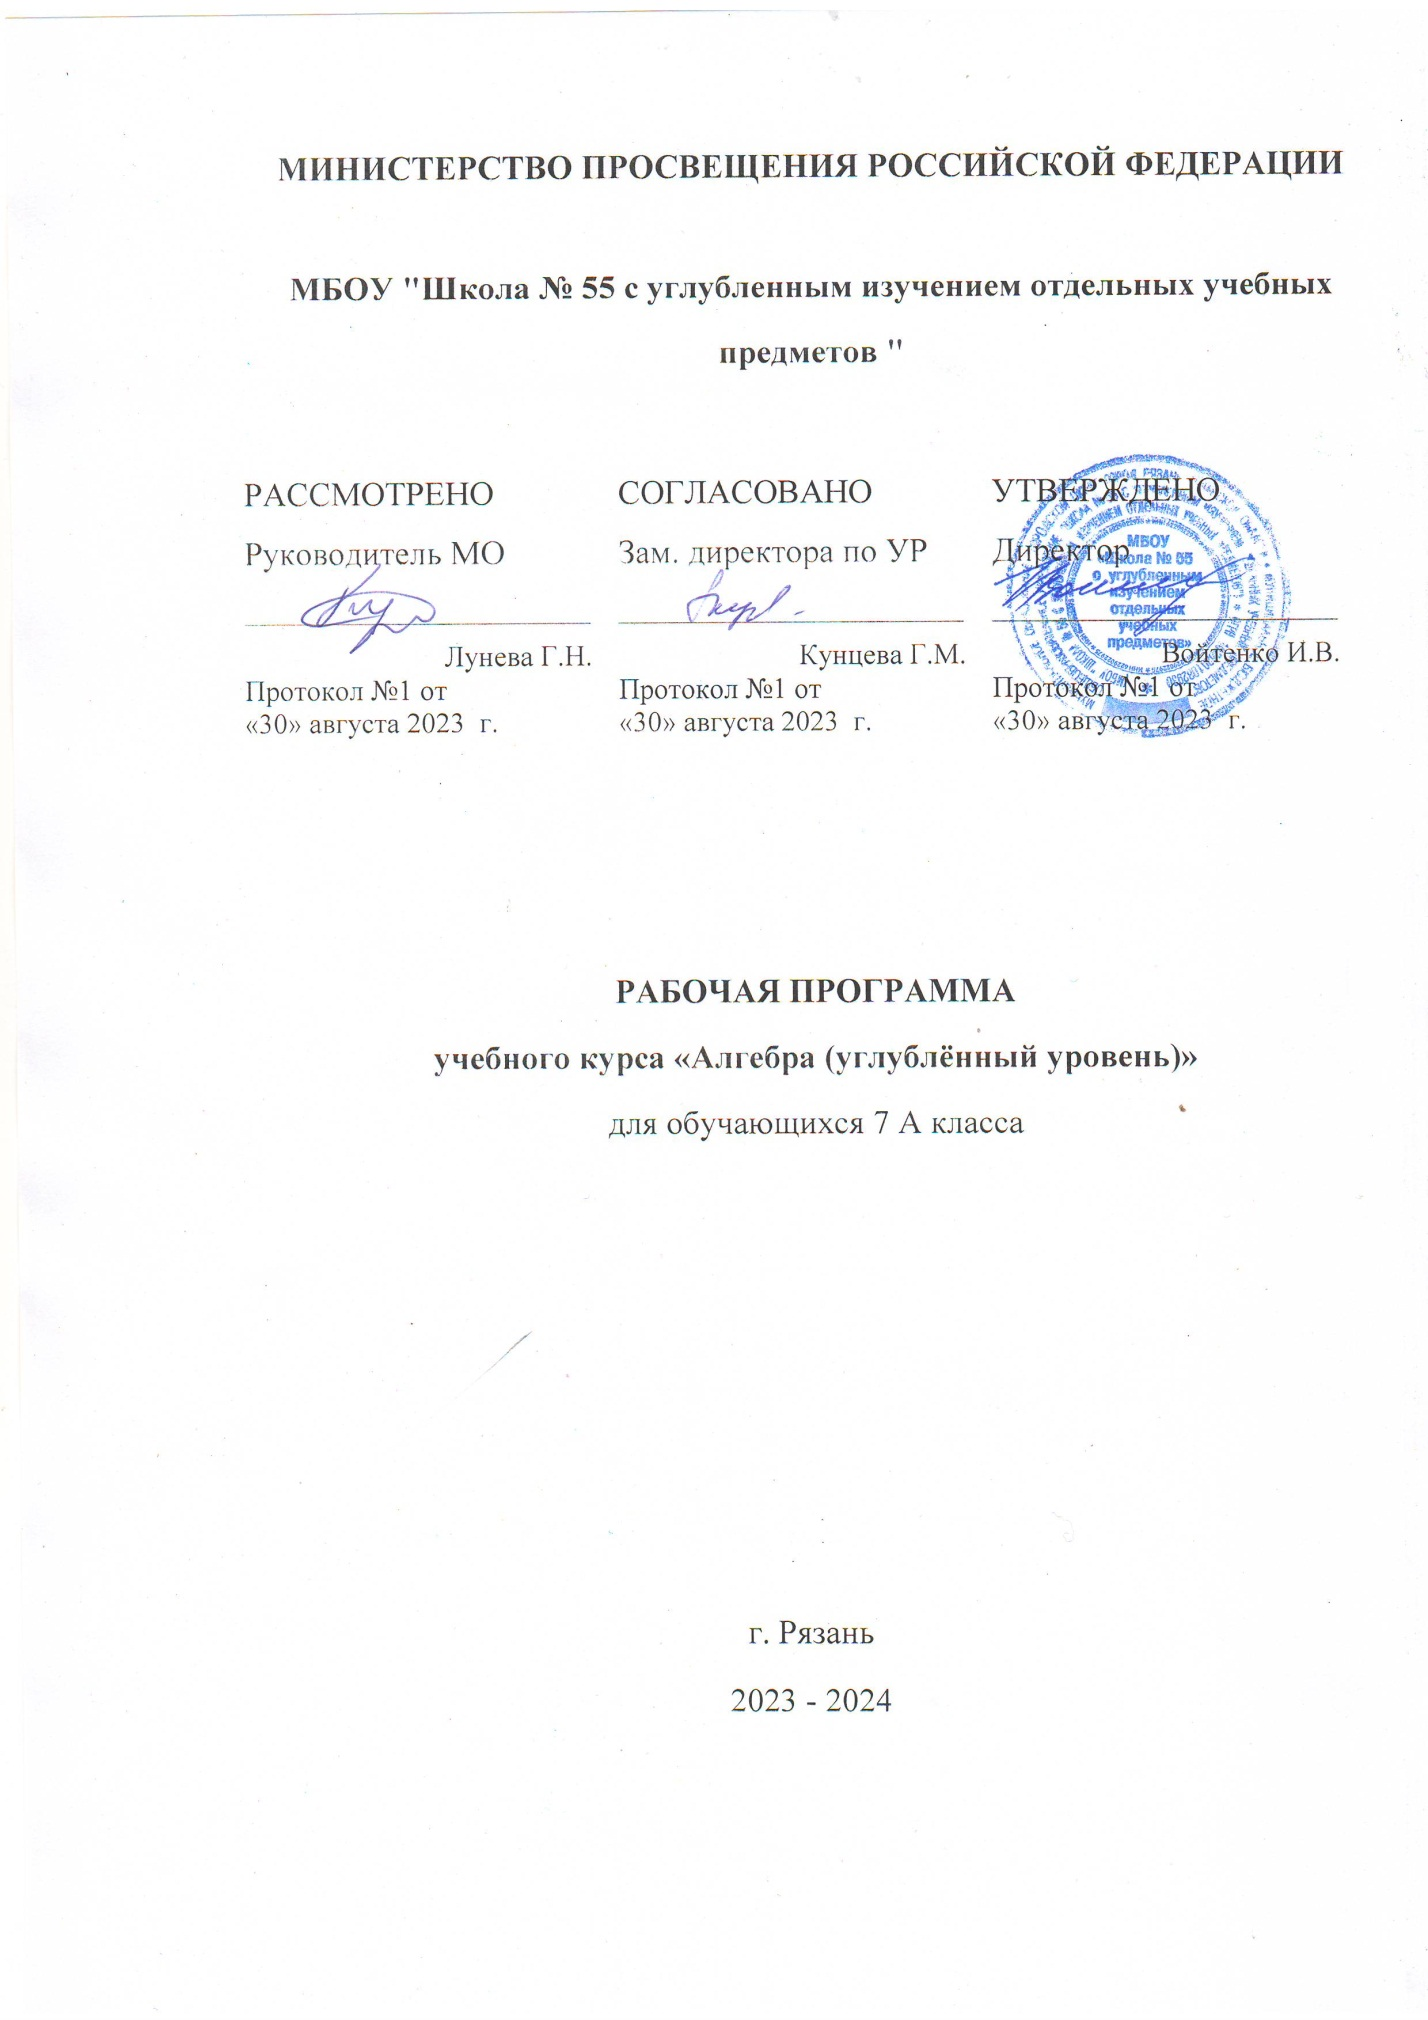 МИНИСТЕРСТВО ПРОСВЕЩЕНИЯ РОССИЙСКОЙ ФЕДЕРАЦИИ
МБОУ "Школа № 55 с углубленным изучением отдельных учебных
предметов "
РАССМОТРЕНО
Руководитель МО
Лунева Г.Н.
Протокол №1 от
«30» августа 2023 г.
СОГЛАСОВАНО
Зам. директора по УР
Кунцева Г.М.
Протокол №1 от
«30» августа 2023 г.
УТВЕРЖДЕНО
Директор
Войтенко И.В.
Протокол №1 от
«30» августа 2023 г.
МБОУ
«Школа № 55
с углубленным
изучением
отдельных
учебных
предметов»
РАБОЧАЯ ПРОГРАММА
учебного курса «Алгебра (углублённый уровень)»
для обучающихся 7 А класса
г. Рязань
2023 - 2024